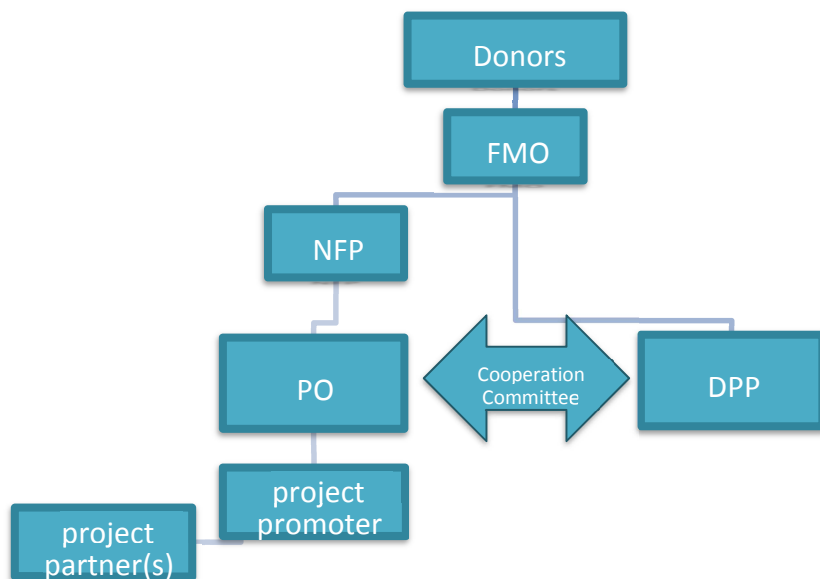 Donors
FMO
NFP
PO
Cooperation
Committee
DPP
project
promoter
project
partner(s)